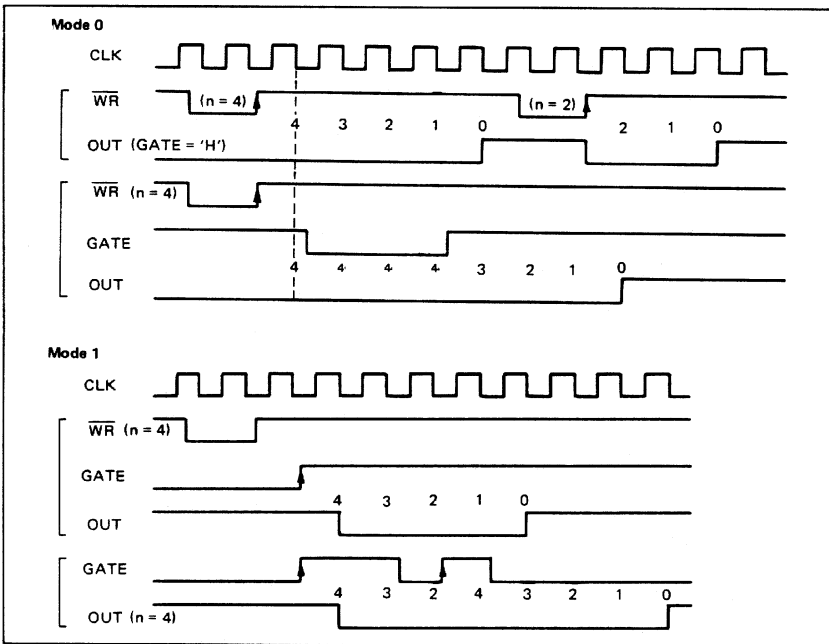 Mode 0
CLK
WR (n = 4) (n = 2)
4 3 2 1 0 2 1 0
OUT (GATE = 'H')
WR (n = 4)
GATE
4 4 4 4 3 2 1 0
OUT
Mode 1
CLK
WR (n = 4)
GATE
4 3 2 1 0
OUT
GATE
4 3 2 4 3 2 1 0
OUT (n = 4)